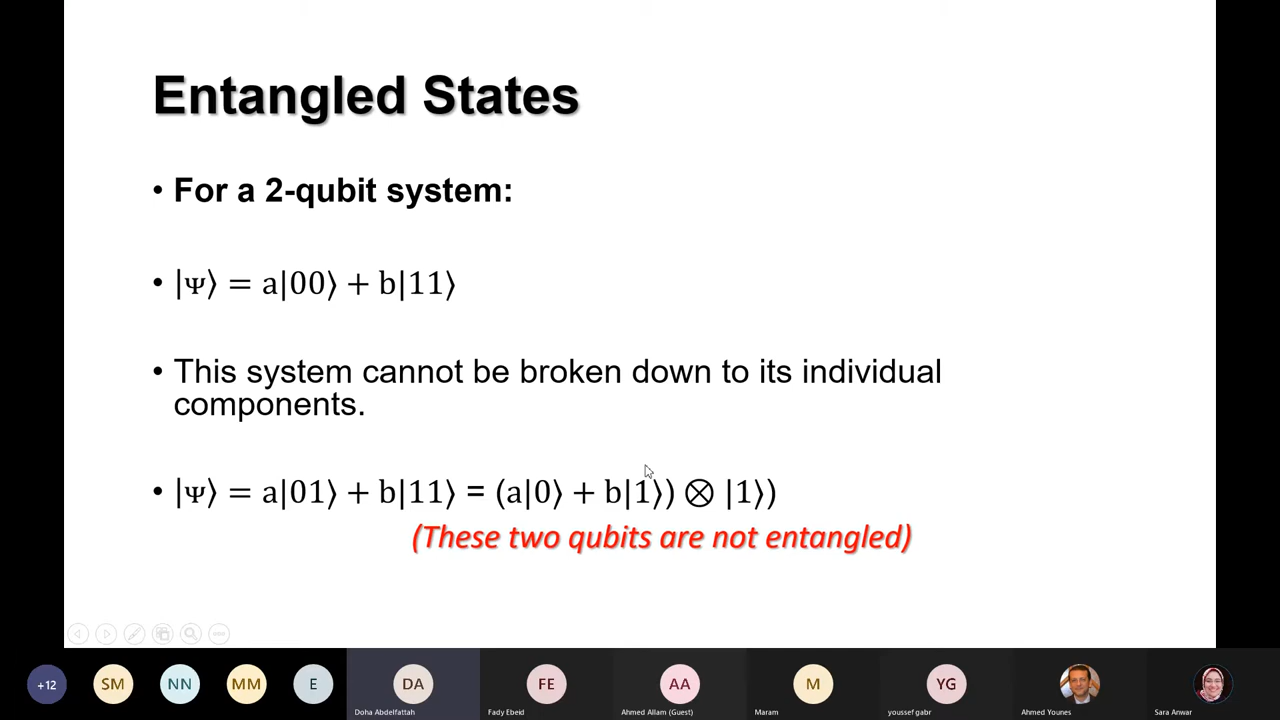 Entangled States
• For a 2-qubit system:
• |Ψ⟩ = a|00⟩ + b|11⟩
• This system cannot be broken down to its individual
components.
• |Ψ⟩ = a|01⟩ + b|11⟩ = (a|0⟩ + b|1⟩) ⊗ |1⟩)
(These two qubits are not entangled)
+12 SM NN MM E DA FE AA M YG
Doha Abdelfattah Fady Ebeid Ahmed Allam (Guest) Maram youssef gabr Ahmed Younes Sara Anwar